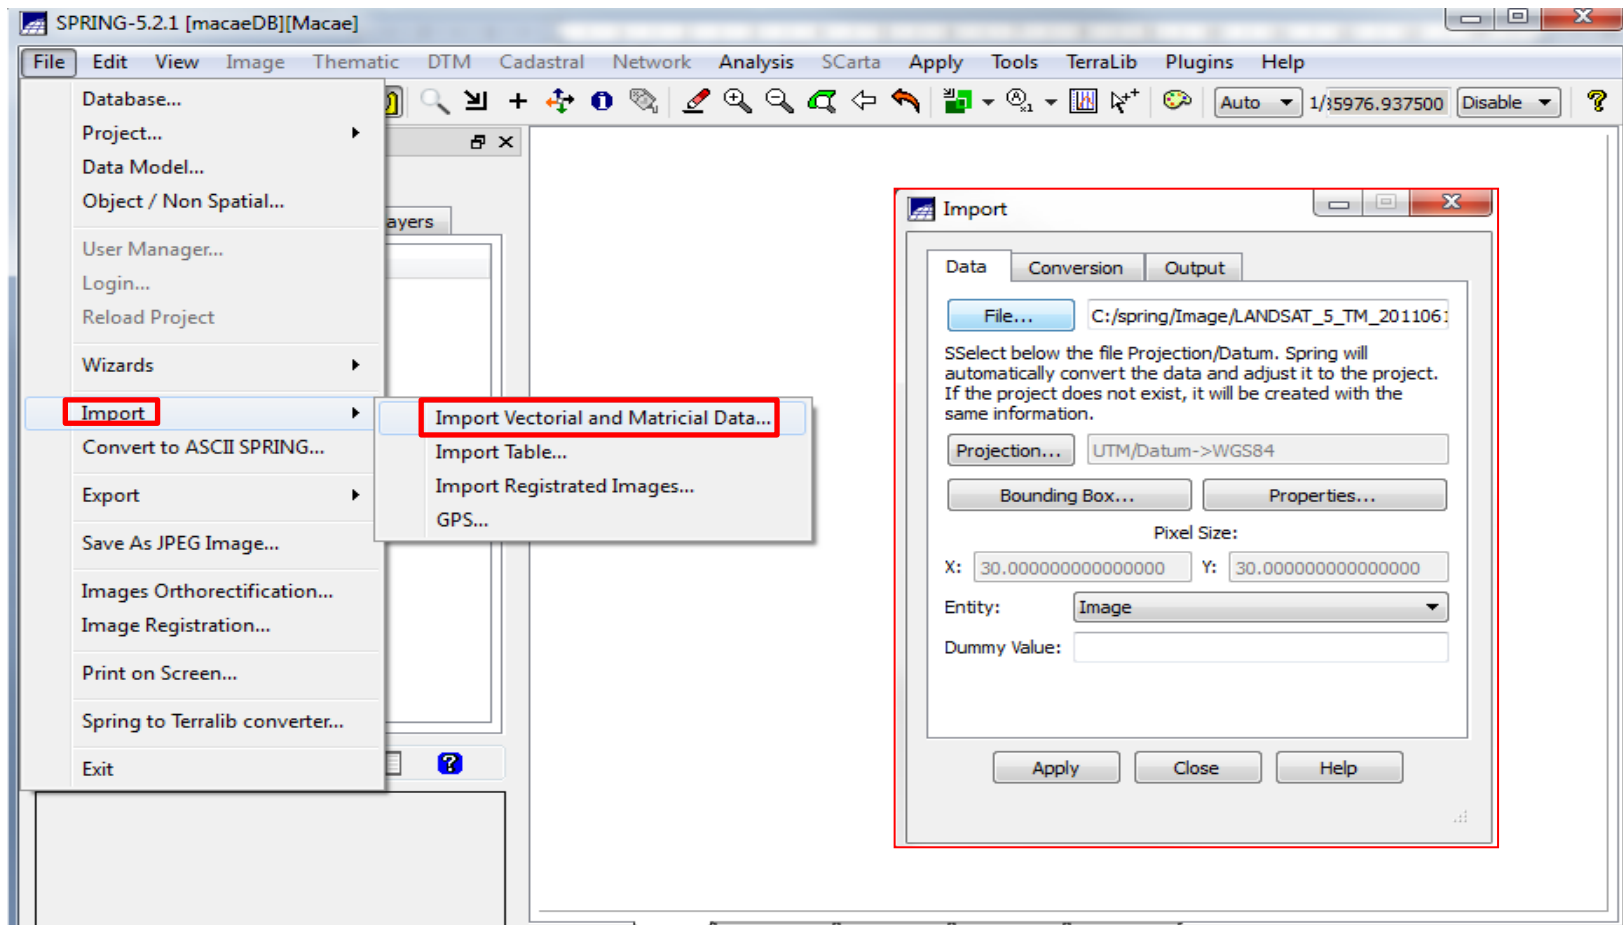 SPRING-5.2.1 [macaeDB][Macae]
File Edit View Image Thematic DTM Cadastral Network Analysis SCarta Apply Tools TerraLib Plugins Help
Auto 1/35976.937500 Disable
Database...
Project...
Data Model...
Object / Non Spatial...
ayers
User Manager...
Login...
Reload Project
Wizards
Import
Convert to ASCII SPRING...
Export
Save As JPEG Image...
Images Orthorectification...
Image Registration...
Print on Screen...
Spring to Terralib converter...
Exit
Import Vectorial and Matricial Data...
Import Table...
Import Registrated Images...
GPS...
Import
Data Conversion Output
File... C:/spring/Image/LANDSAT_5_TM_2011061
SSelect below the file Projection/Datum. Spring will
automatically convert the data and adjust it to the project.
If the project does not exist, it will be created with the
same information.
Projection... UTM/Datum->WGS84
Bounding Box... Properties...
Pixel Size:
X: 30.000000000000000 Y: 30.000000000000000
Entity: Image
Dummy Value:
Apply Close Help